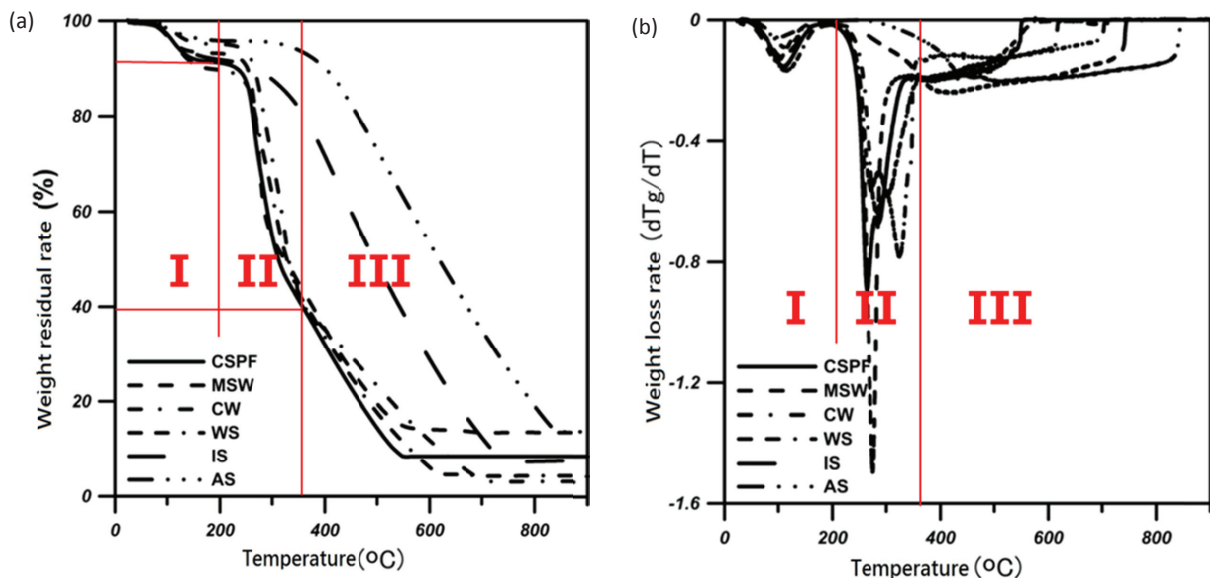 (a)
Weight residual rate (%)
100
80
60
40
20
0
I
II
III
CSPF
MSW
CW
WS
IS
AS
0
200
400
600
800
Temperature(oC)
(b)
Weight loss rate (dTg/dT)
0
-0.4
-0.8
-1.2
-1.6
I
II
III
CSPF
MSW
CW
WS
IS
AS
0
200
400
600
800
Temperature(oC)